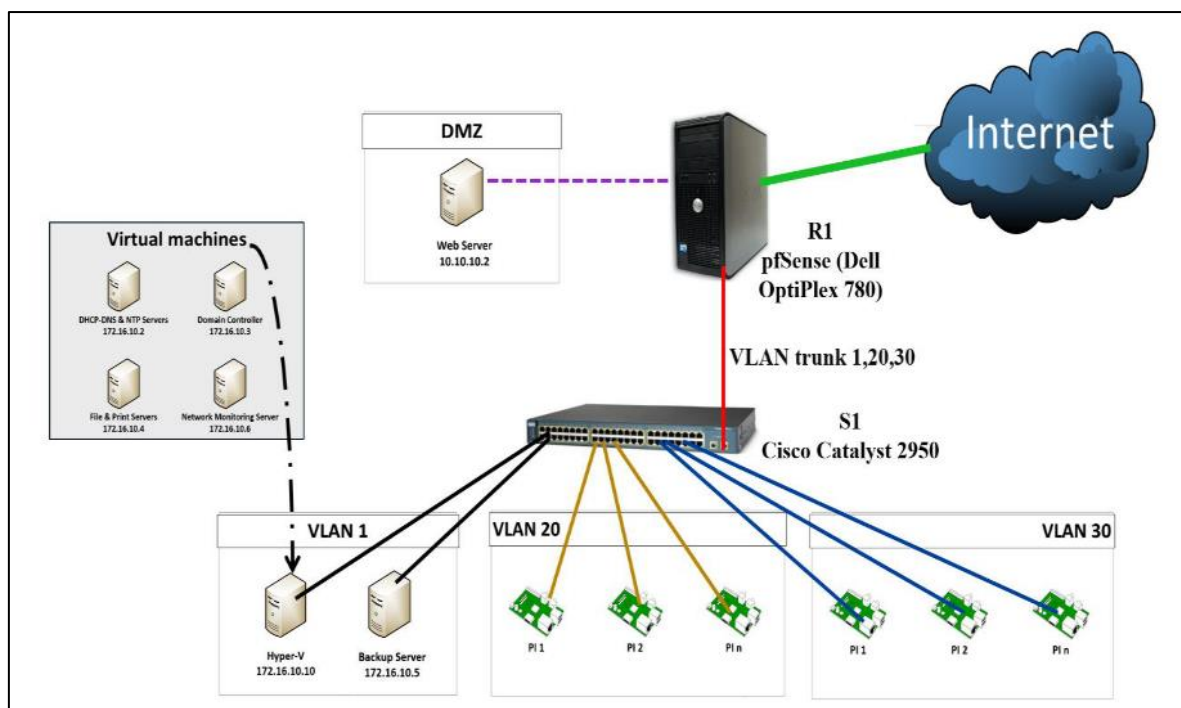 Internet
DMZ
Web Server
10.10.10.2
R1
pfSense (Dell
OptiPlex 780)
Virtual machines
DHCP-DNS & NTP Servers
172.16.10.2
Domain Controller
172.16.10.3
File & Print Servers
172.16.10.4
Network Monitoring Server
172.16.10.6
VLAN trunk 1,20,30
S1
Cisco Catalyst 2950
VLAN 1
Hyper-V
172.16.10.10
Backup Server
172.16.10.5
VLAN 20
PI 1
PI 2
PI n
VLAN 30
PI 1
PI 2
PI n